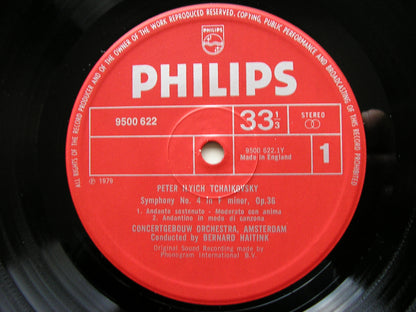 ALL RIGHTS OF THE RECORD PRODUCER AND OF THE OWNER OF THE WORK REPRODUCED RESERVED. COPYING, PUBLIC PERFORMANCE AND BROADCASTING OF THIS RECORD PROHIBITED
PHILIPS
PHILIPS
9500 622
33 1/3
STEREO
9500 622.1Y
Made in England
1
℗ 1979
PETER ILYICH TCHAIKOVSKY
Symphony No. 4 in F minor, Op.36
1. Andante sostenuto - Moderato con anima
2. Andantino in modo di canzona
CONCERTGEBOUW ORCHESTRA, AMSTERDAM
Conducted by BERNARD HAITINK
Original Sound Recording made by
Phonogram International B.V.